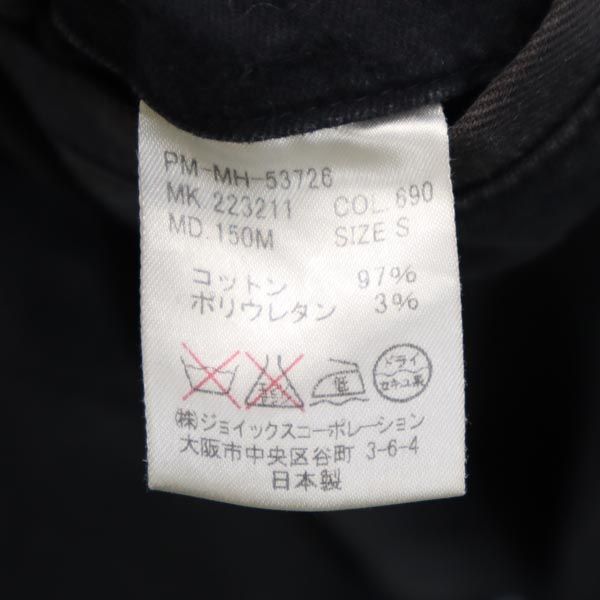 PM-MH-53726
MK.223211 COL.690
MD.150M SIZE S
コットン 97%
ポリウレタン 3%
低 ドライ セキユ系
㈱ジョイックスコーポレーション
大阪市中央区谷町 3-6-4
日本製